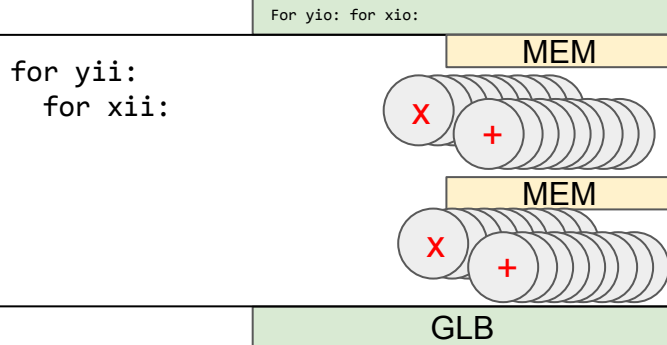 For yio: for xio:
MEM
for yii:
for xii:
x
+
MEM
x
+
GLB